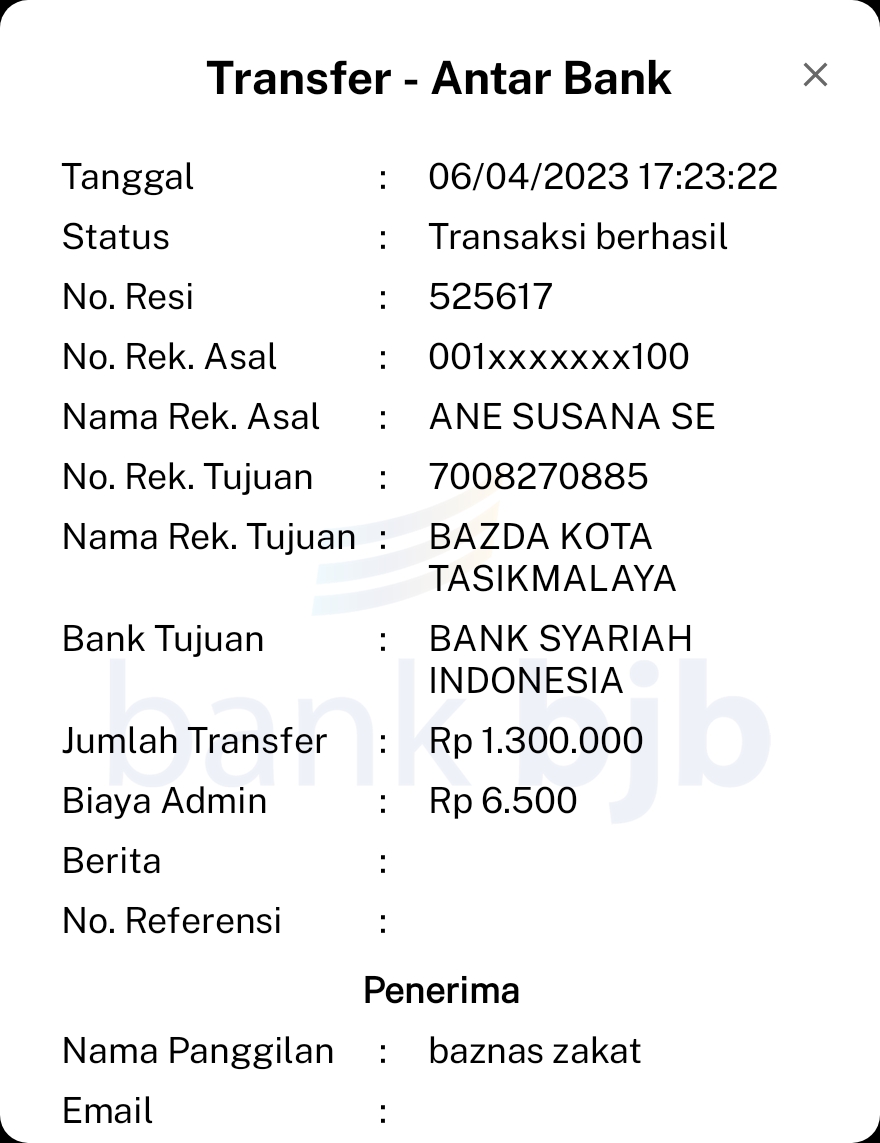 Transfer - Antar Bank ×
Tanggal : 06/04/2023 17:23:22
Status : Transaksi berhasil
No. Resi : 525617
No. Rek. Asal : 001xxxxxxx100
Nama Rek. Asal : ANE SUSANA SE
No. Rek. Tujuan : 7008270885
Nama Rek. Tujuan : BAZDA KOTA
TASIKMALAYA
Bank Tujuan : BANK SYARIAH
INDONESIA
bank bjb
Jumlah Transfer : Rp 1.300.000
Biaya Admin : Rp 6.500
Berita :
No. Referensi :
Penerima
Nama Panggilan : baznas zakat
Email :